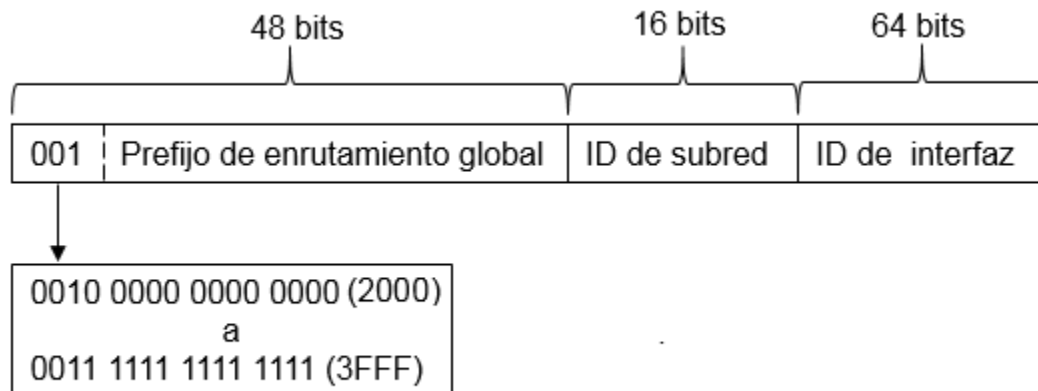 48 bits 16 bits 64 bits
001 Prefijo de enrutamiento global ID de subred ID de interfaz
0010 0000 0000 0000 (2000)
a
0011 1111 1111 1111 (3FFF)